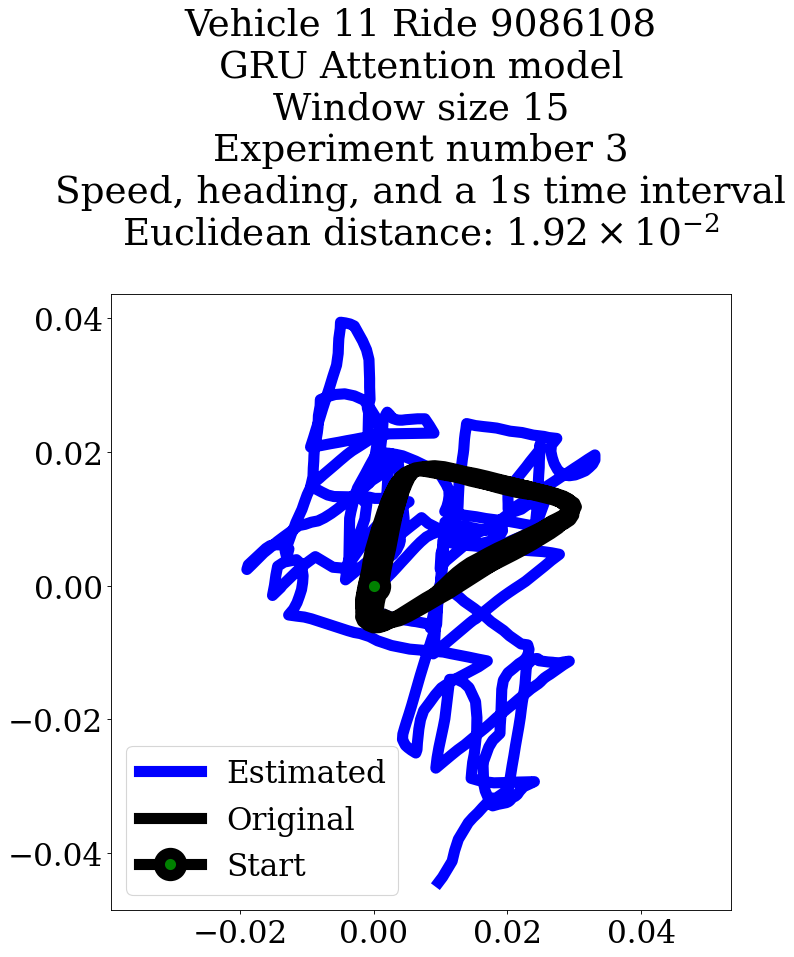 Vehicle 11 Ride 9086108
GRU Attention model
Window size 15
Experiment number 3
Speed, heading, and a 1s time interval
Euclidean distance: 1.92 × 10⁻²
0.04
0.02
0.00
−0.02
−0.04
Estimated
Original
Start
−0.02 0.00 0.02 0.04